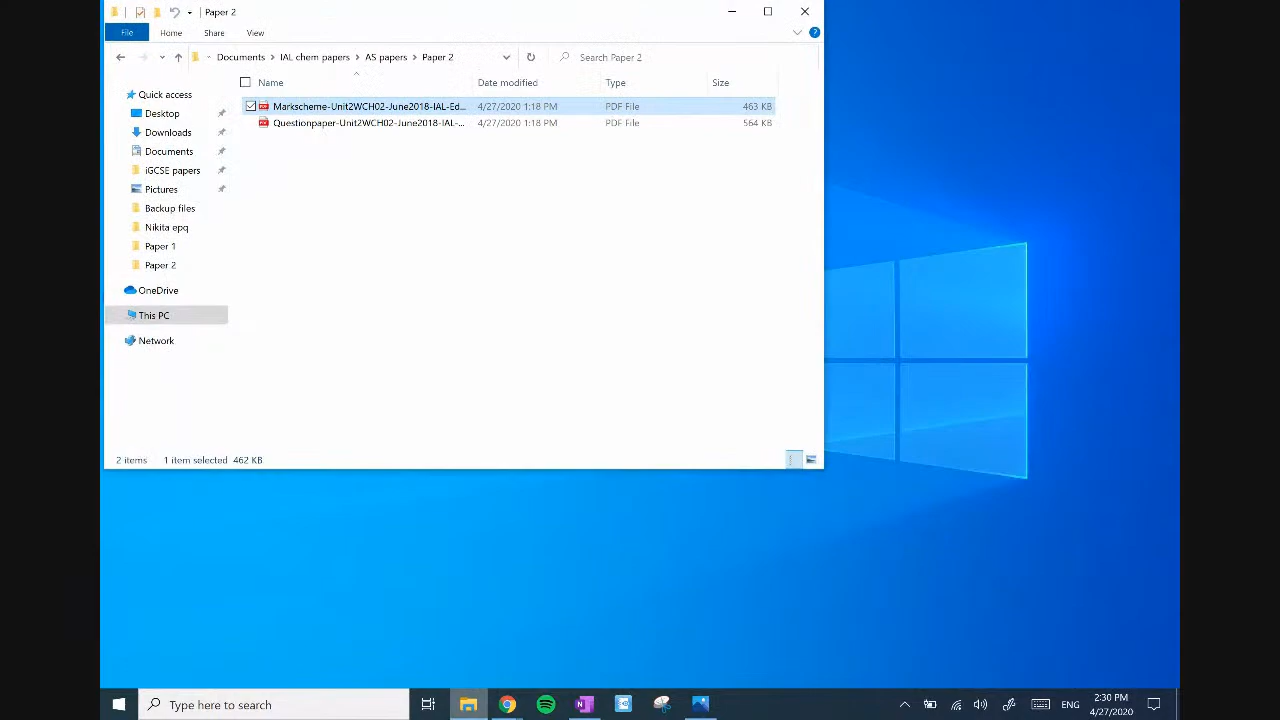 Paper 2
File Home Share View
Documents IAL chem papers AS papers Paper 2 Search Paper 2
Name Date modified Type Size
Markscheme-Unit2WCH02-June2018-IAL-Ed... 4/27/2020 1:18 PM PDF File 463 KB
Questionpaper-Unit2WCH02-June2018-IAL-... 4/27/2020 1:18 PM PDF File 564 KB
Quick access
Desktop
Downloads
Documents
iGCSE papers
Pictures
Backup files
Nikita epq
Paper 1
Paper 2
OneDrive
This PC
Network
2 items 1 item selected 462 KB
Type here to search
ENG
2:30 PM
4/27/2020